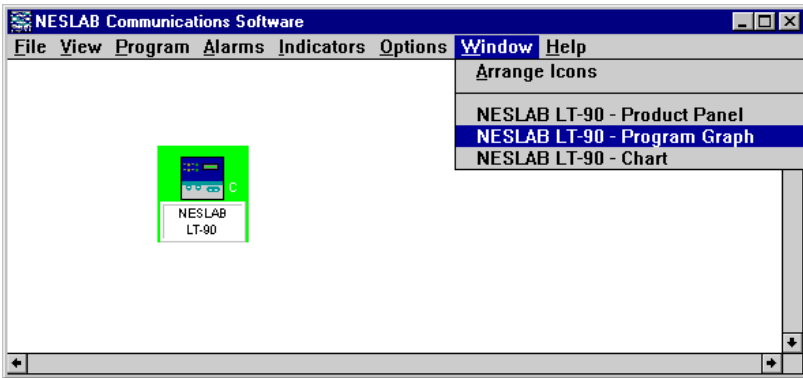 NESLAB Communications Software
File View Program Alarms Indicators Options Window Help
Arrange Icons
NESLAB LT-90 - Product Panel
NESLAB LT-90 - Program Graph
NESLAB LT-90 - Chart
C
NESLAB
LT-90